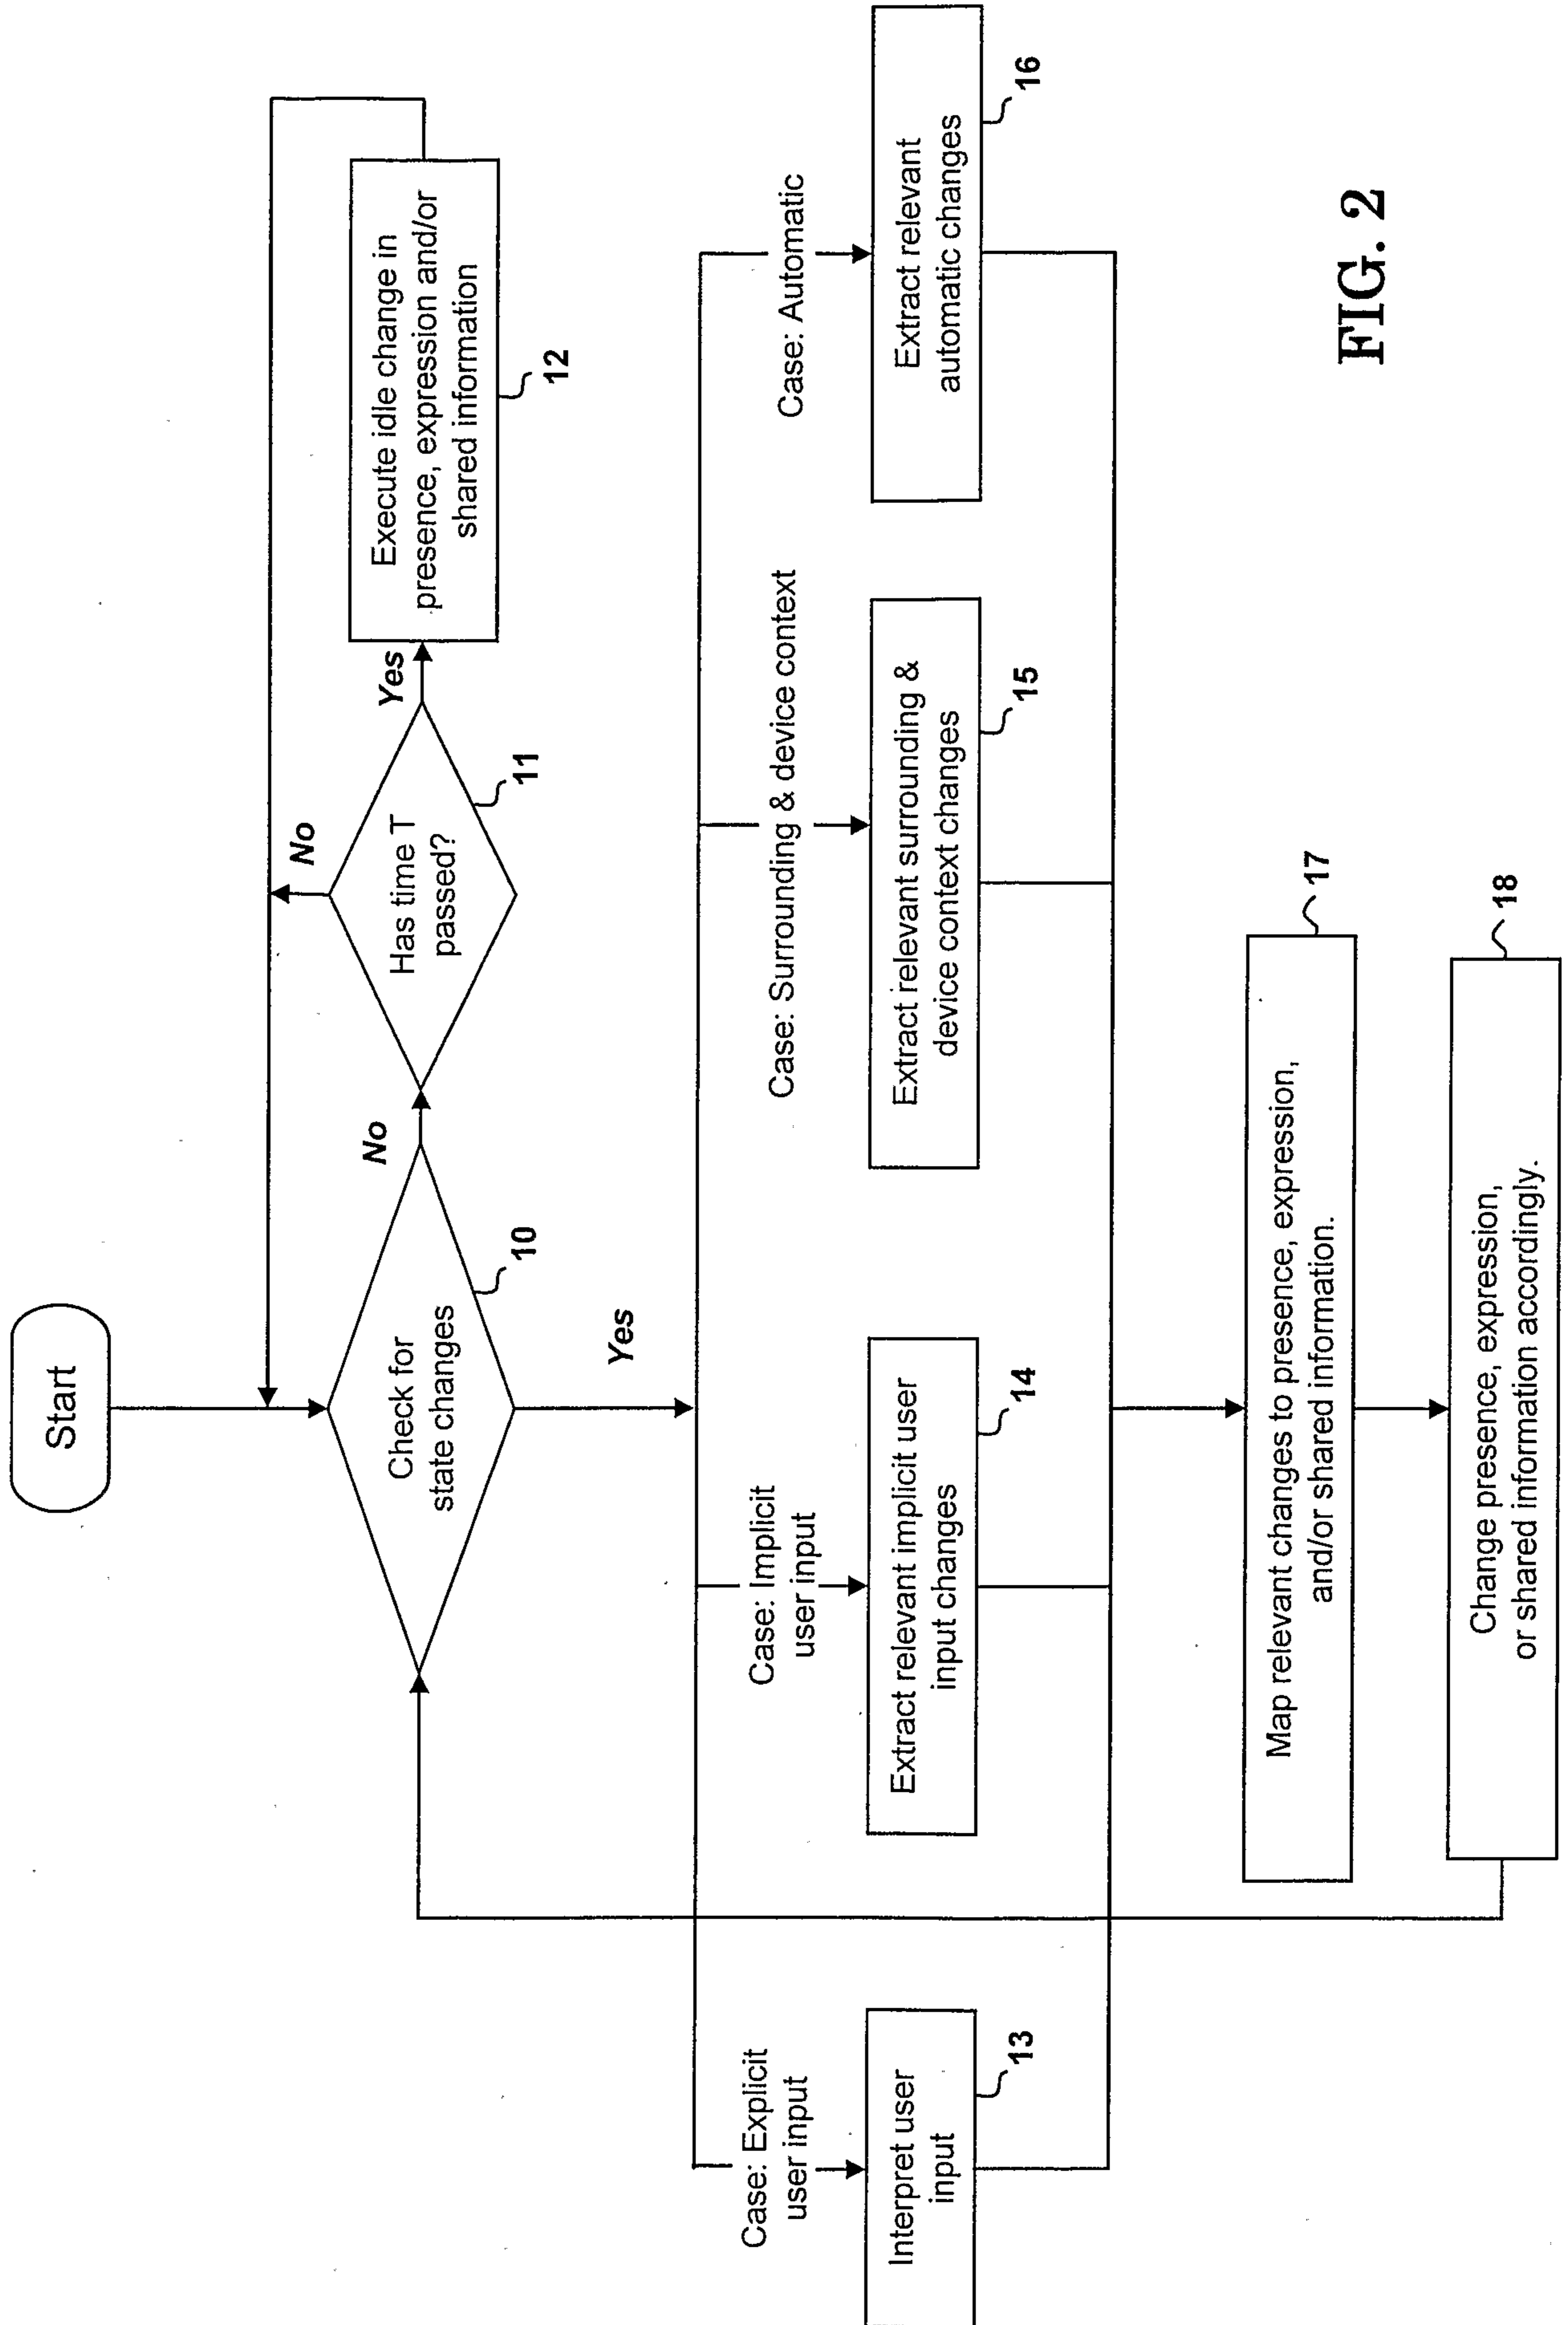 Start
Check for
state changes
10
No
Yes
Has time T
passed?
11
No
Yes
Execute idle change in
presence, expression and/or
shared information
12
Case: Explicit
user input
Case: Implicit
user input
Case: Surrounding & device context
Case: Automatic
Interpret user
input
13
Extract relevant implicit user
input changes
14
Extract relevant surrounding &
device context changes
15
Extract relevant
automatic changes
16
Map relevant changes to presence, expression,
and/or shared information.
17
Change presence, expression,
or shared information accordingly.
18
FIG. 2